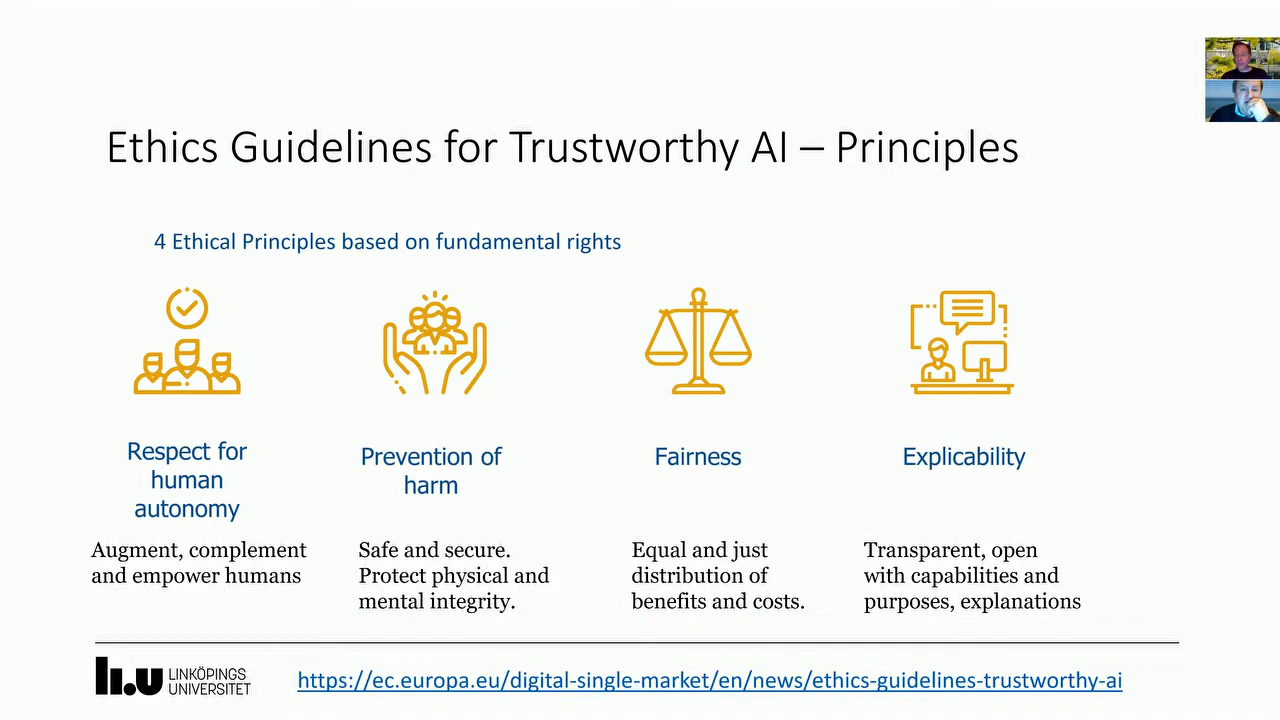 Ethics Guidelines for Trustworthy AI – Principles
4 Ethical Principles based on fundamental rights
Respect for
human
autonomy
Augment, complement
and empower humans
Prevention of
harm
Safe and secure.
Protect physical and
mental integrity.
Fairness
Equal and just
distribution of
benefits and costs.
Explicability
Transparent, open
with capabilities and
purposes, explanations
li.u LINKÖPINGS
UNIVERSITET
https://ec.europa.eu/digital-single-market/en/news/ethics-guidelines-trustworthy-ai